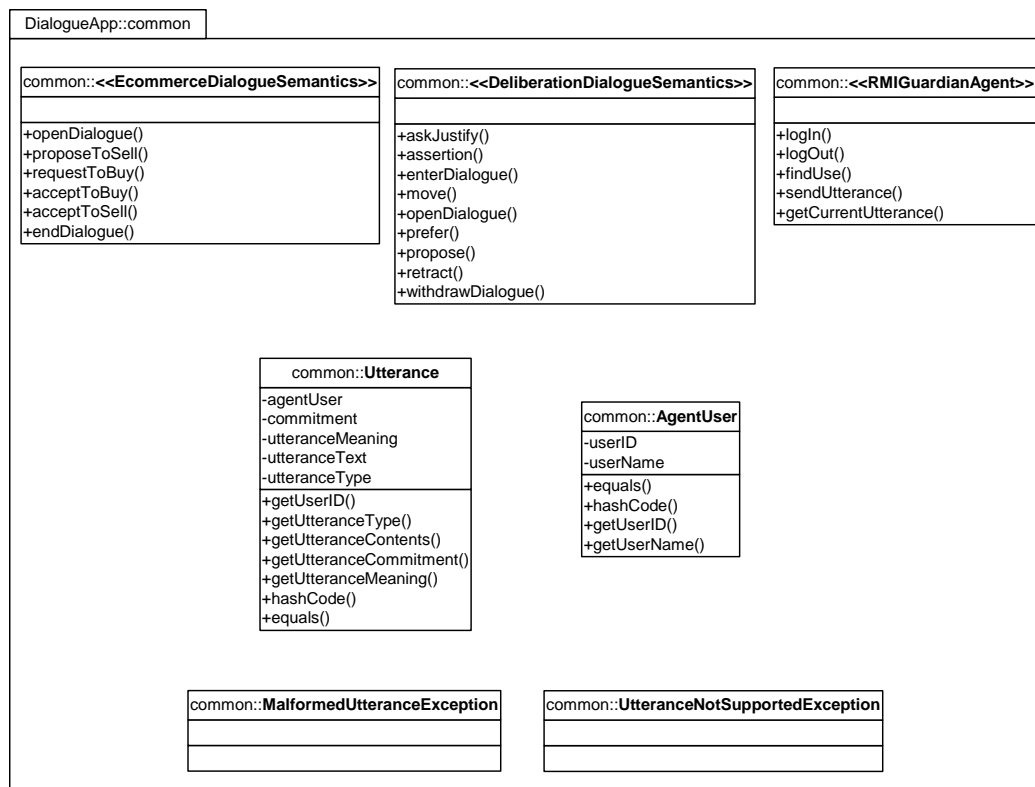 DialogueApp::common
common::<<EcommerceDialogueSemantics>>
+openDialogue()
+proposeToSell()
+requestToBuy()
+acceptToBuy()
+acceptToSell()
+endDialogue()
common::<<DeliberationDialogueSemantics>>
+askJustify()
+assertion()
+enterDialogue()
+move()
+openDialogue()
+prefer()
+propose()
+retract()
+withdrawDialogue()
common::<<RMIGuardianAgent>>
+logIn()
+logOut()
+findUse()
+sendUtterance()
+getCurrentUtterance()
common::Utterance
-agentUser
-commitment
-utteranceMeaning
-utteranceText
-utteranceType
+getUserID()
+getUtteranceType()
+getUtteranceContents()
+getUtteranceCommitment()
+getUtteranceMeaning()
+hashCode()
+equals()
common::AgentUser
-userID
-userName
+equals()
+hashCode()
+getUserID()
+getUserName()
common::MalformedUtteranceException
common::UtteranceNotSupportedException